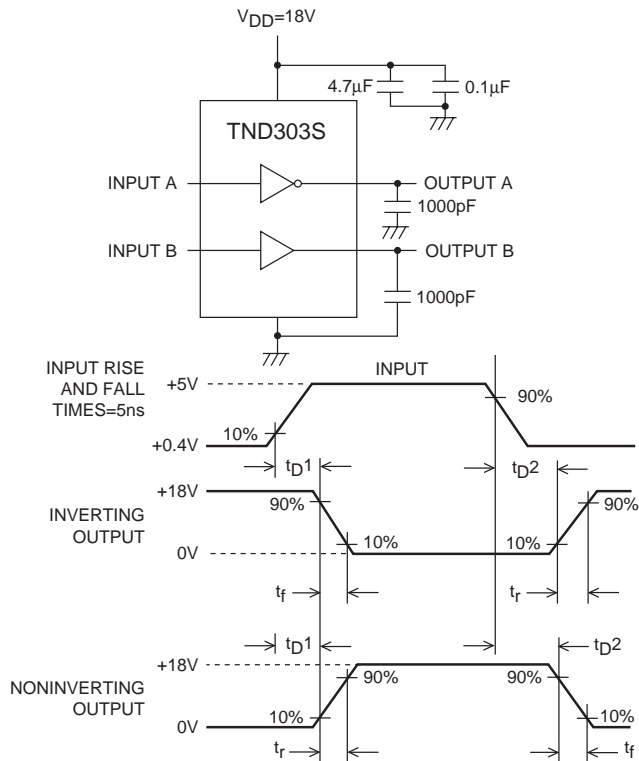 VDD=18V
4.7μF
0.1μF
TND303S
INPUT A
OUTPUT A
1000pF
INPUT B
OUTPUT B
1000pF
INPUT RISE
AND FALL
TIMES=5ns
+5V
INPUT
90%
10%
+0.4V
tD1
tD2
+18V
90%
90%
INVERTING
OUTPUT
10%
10%
0V
tf
tr
tD1
tD2
+18V
90%
90%
NONINVERTING
OUTPUT
10%
10%
0V
tr
tf